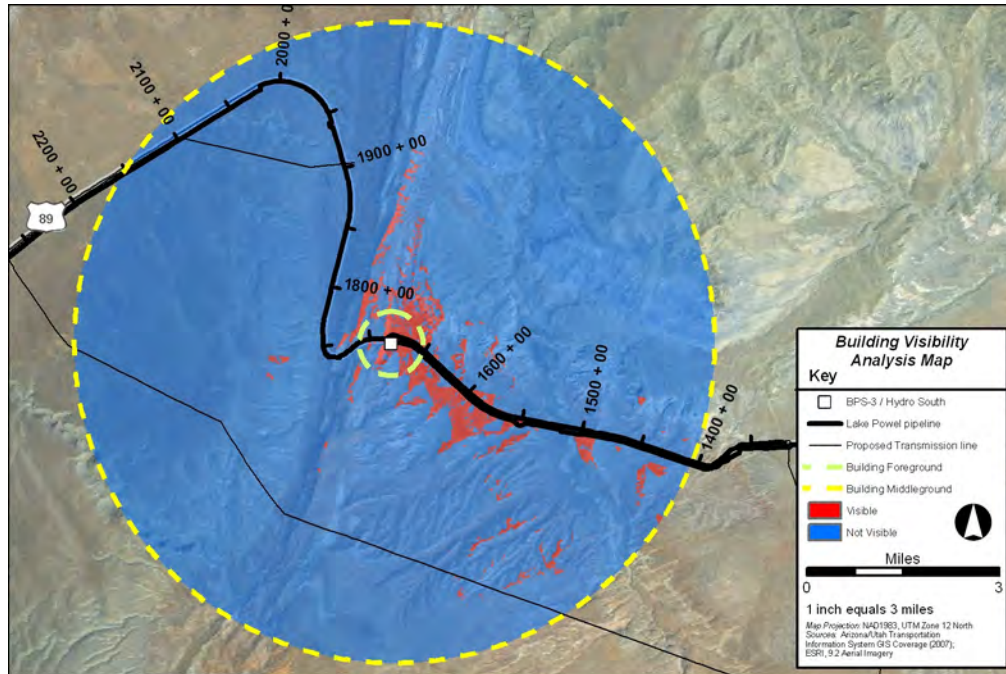 2000 + 00
2100 + 00
2200 + 00
1900 + 00
89
1800 + 00
1600 + 00
1500 + 00
1400 + 00
Building Visibility
Analysis Map
Key
BPS-3 / Hydro South
Lake Powel pipeline
Proposed Transmission line
Building Foreground
Building Middleground
Visible
Not Visible
Miles
0 3
1 inch equals 3 miles
Map Projection: NAD1983, UTM Zone 12 North
Sources: Arizona/Utah Transportation
Information System GIS Coverage (2007);
ESRI, 9.2 Aerial Imagery